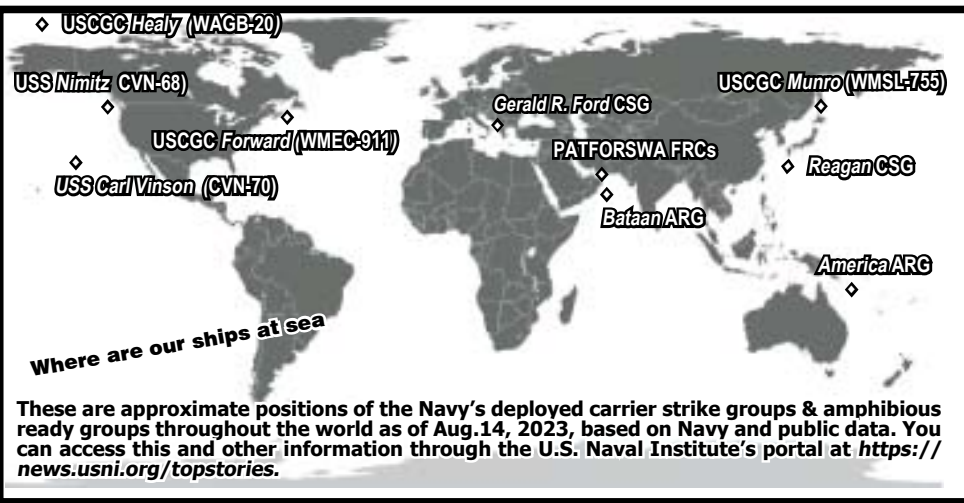 USCGC Healy (WAGB-20)
USS Nimitz CVN-68)
Gerald R. Ford CSG
USCGC Munro (WMSL-755)
USCGC Forward (WMEC-911)
PATFORSWA FRCs
Reagan CSG
USS Carl Vinson (CVN-70)
Bataan ARG
America ARG
Where are our ships at sea
These are approximate positions of the Navy's deployed carrier strike groups & amphibious
ready groups throughout the world as of Aug.14, 2023, based on Navy and public data. You
can access this and other information through the U.S. Naval Institute's portal at https://
news.usni.org/topstories.